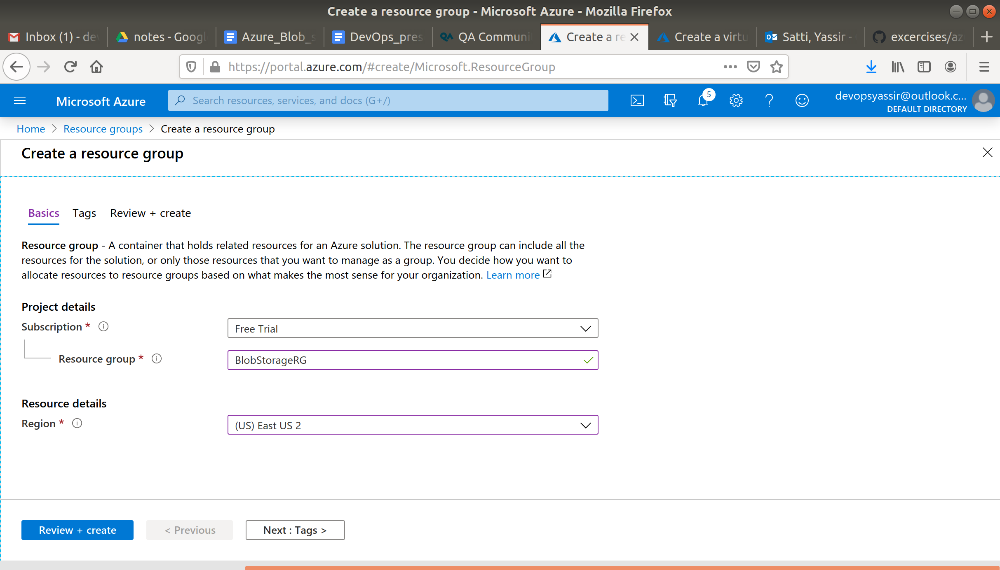 Create a resource group - Microsoft Azure - Mozilla Firefox
Inbox (1) - dev
notes - Googl
Azure_Blob_s
DevOps_pres
QA Communi
Create a re
Create a virtu
Satti, Yassir -
excercises/az
https://portal.azure.com/#create/Microsoft.ResourceGroup
Microsoft Azure
Search resources, services, and docs (G+/)
5
devopsyassir@outlook.c...
DEFAULT DIRECTORY
Home > Resource groups > Create a resource group
Create a resource group
Basics Tags Review + create
Resource group - A container that holds related resources for an Azure solution. The resource group can include all the
resources for the solution, or only those resources that you want to manage as a group. You decide how you want to
allocate resources to resource groups based on what makes the most sense for your organization. Learn more
Project details
Subscription *
Free Trial
Resource group *
BlobStorageRG
Resource details
Region *
(US) East US 2
Review + create
< Previous
Next : Tags >